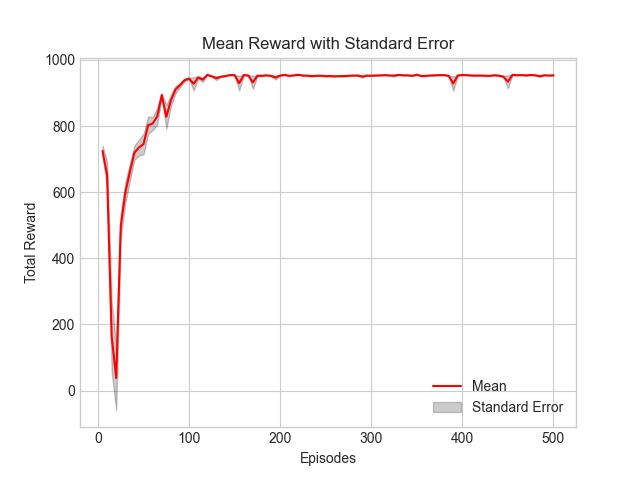 Mean Reward with Standard Error
1000
800
600
400
200
0
Total Reward
Mean
Standard Error
0 100 200 300 400 500
Episodes